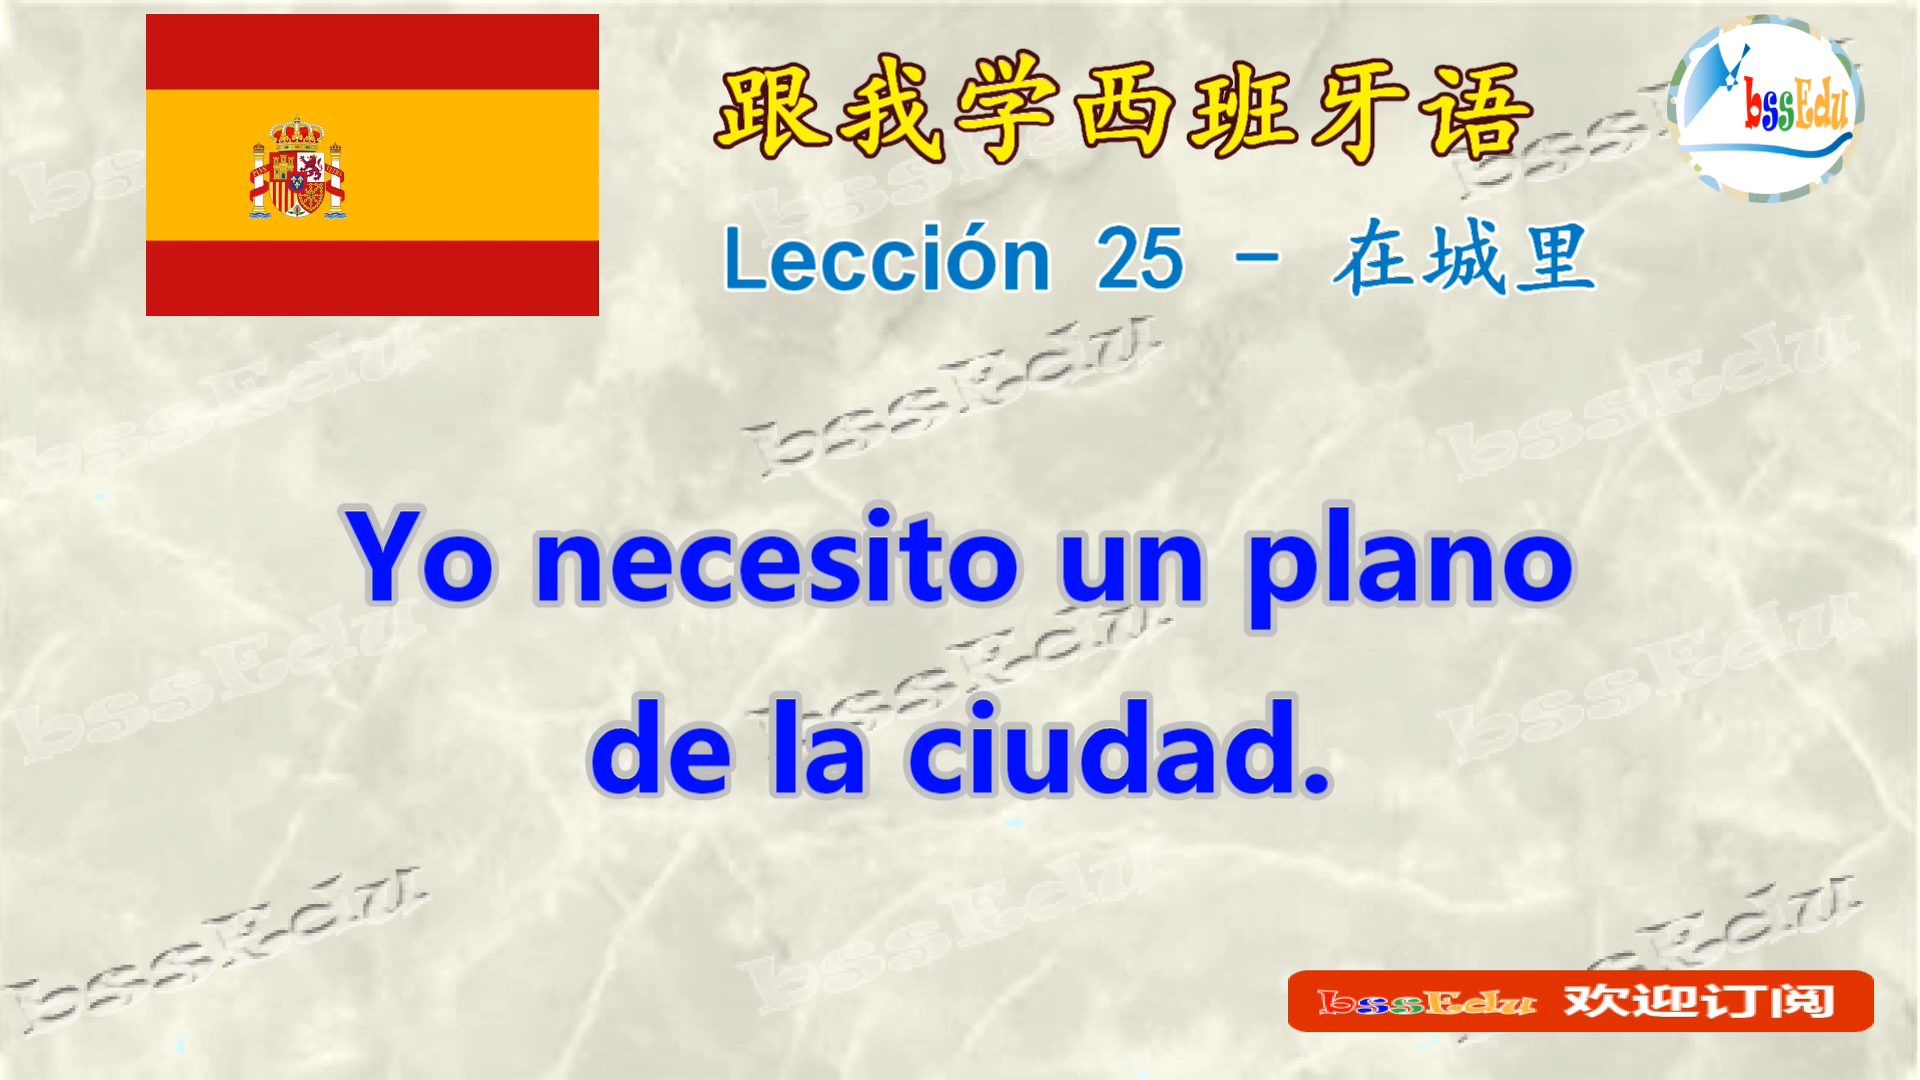 跟我学西班牙语
bssEdu
Lección 25 - 在城里
Yo necesito un plano
de la ciudad.
bssEdu 欢迎订阅